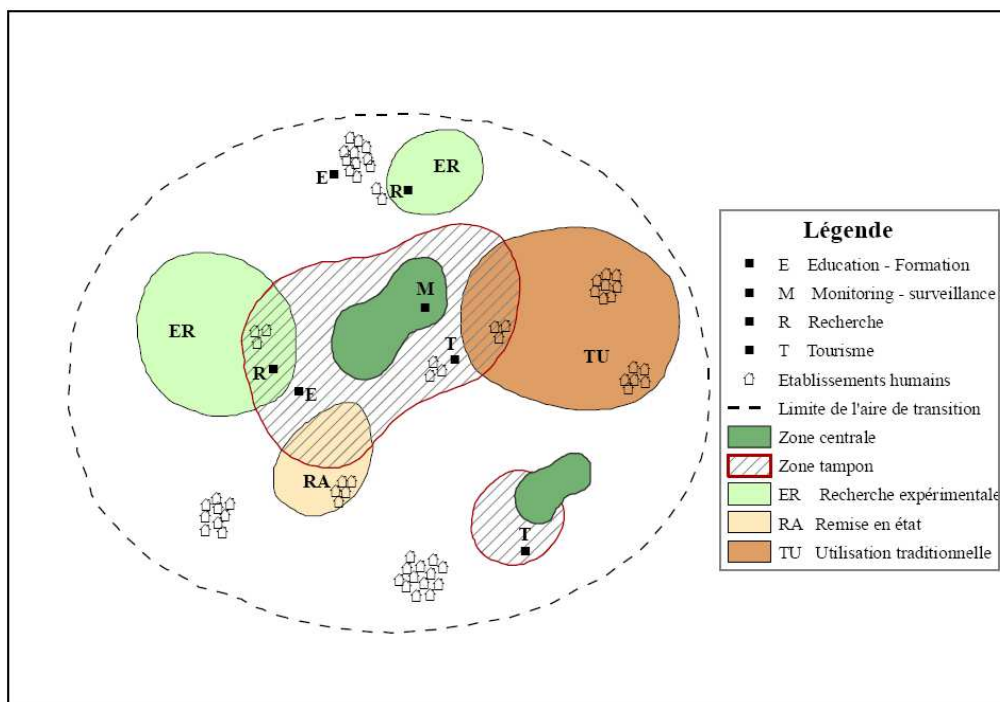 ER
E
R
M
ER
T
TU
R
E
RA
T
Légende
E Education - Formation
M Monitoring - surveillance
R Recherche
T Tourisme
Etablissements humains
Limite de l'aire de transition
Zone centrale
Zone tampon
ER Recherche expérimentale
RA Remise en état
TU Utilisation traditionnelle